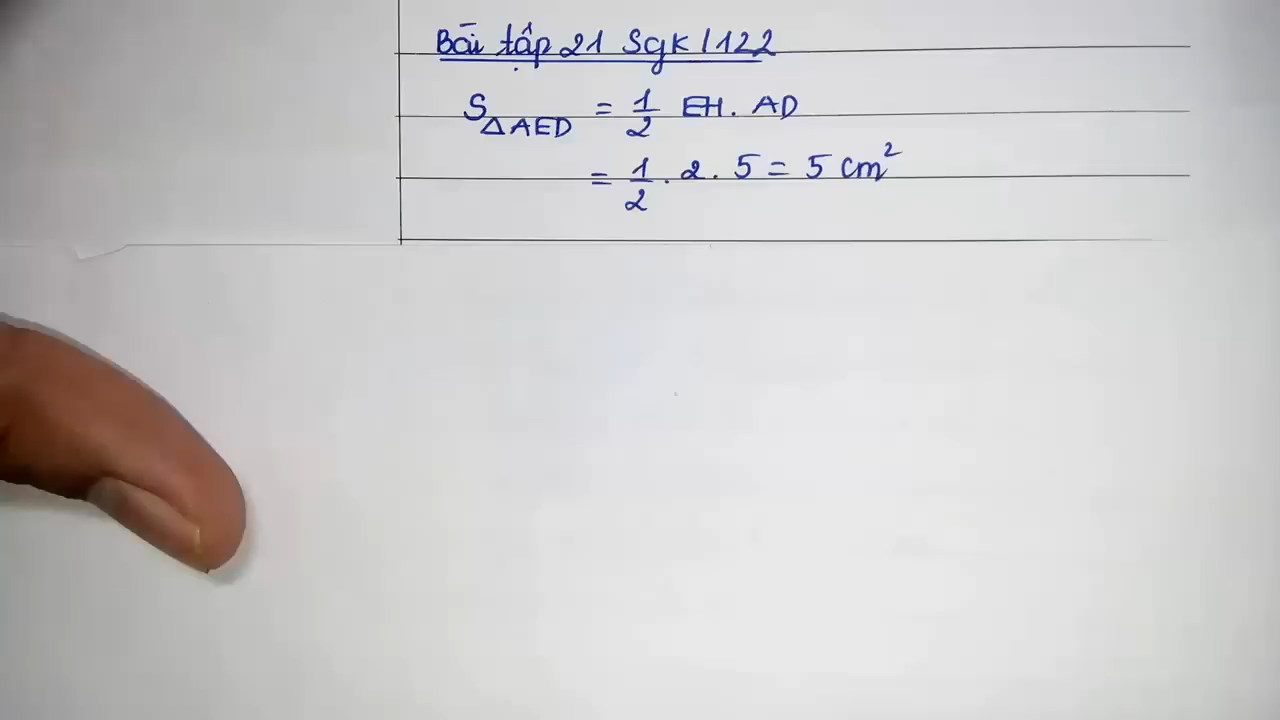 Bài tập 21 Sgk/122
S△AED = 1/2 EH. AD
= 1/2 . 2 . 5 = 5 cm²